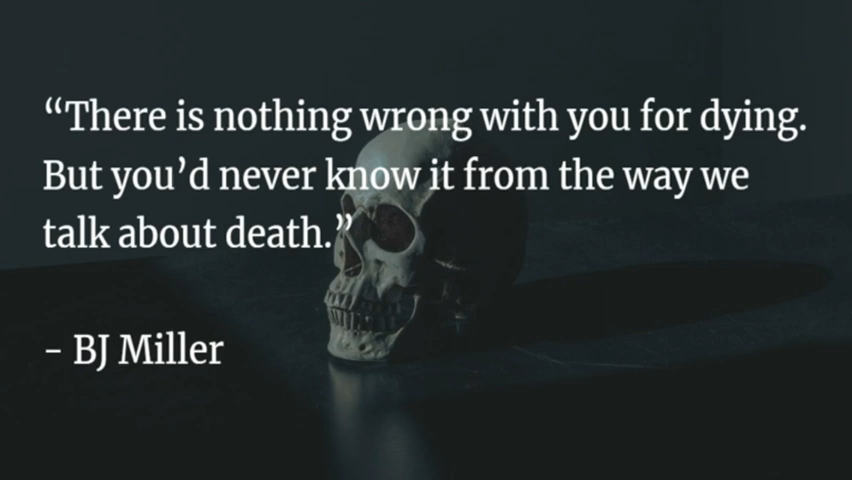 “There is nothing wrong with you for dying.
But you’d never know it from the way we
talk about death.”
– BJ Miller